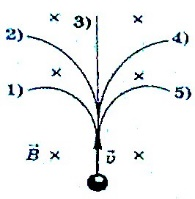 3)
2) 4)
1) 5)
B⃗ v⃗